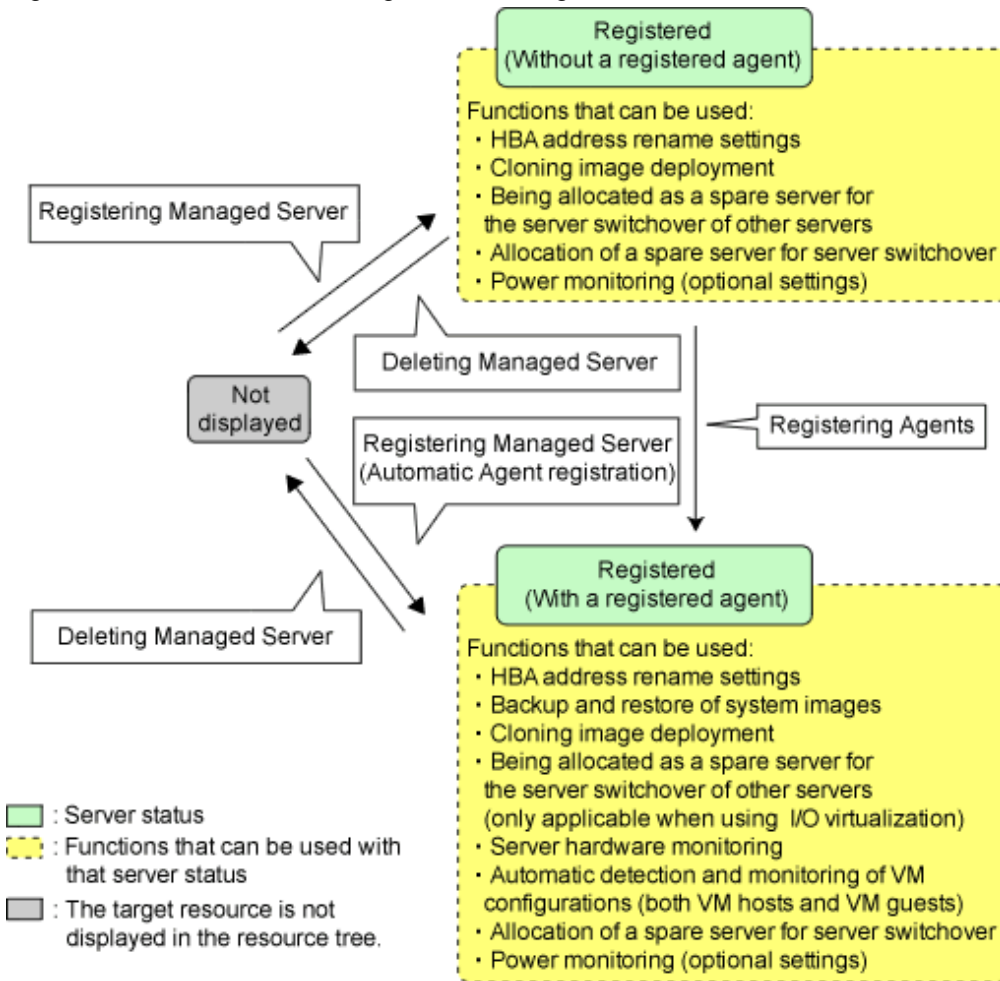 Registered
(Without a registered agent)
Functions that can be used:
・HBA address rename settings
・Cloning image deployment
・Being allocated as a spare server for
the server switchover of other servers
・Allocation of a spare server for server switchover
・Power monitoring (optional settings)
Registering Managed Server
Deleting Managed Server
Not
displayed
Registering Managed Server
(Automatic Agent registration)
Registering Agents
Deleting Managed Server
Registered
(With a registered agent)
Functions that can be used:
・HBA address rename settings
・Backup and restore of system images
・Cloning image deployment
・Being allocated as a spare server for
the server switchover of other servers
(only applicable when using I/O virtualization)
・Server hardware monitoring
・Automatic detection and monitoring of VM
configurations (both VM hosts and VM guests)
・Allocation of a spare server for server switchover
・Power monitoring (optional settings)
: Server status
: Functions that can be used with
that server status
: The target resource is not
displayed in the resource tree.